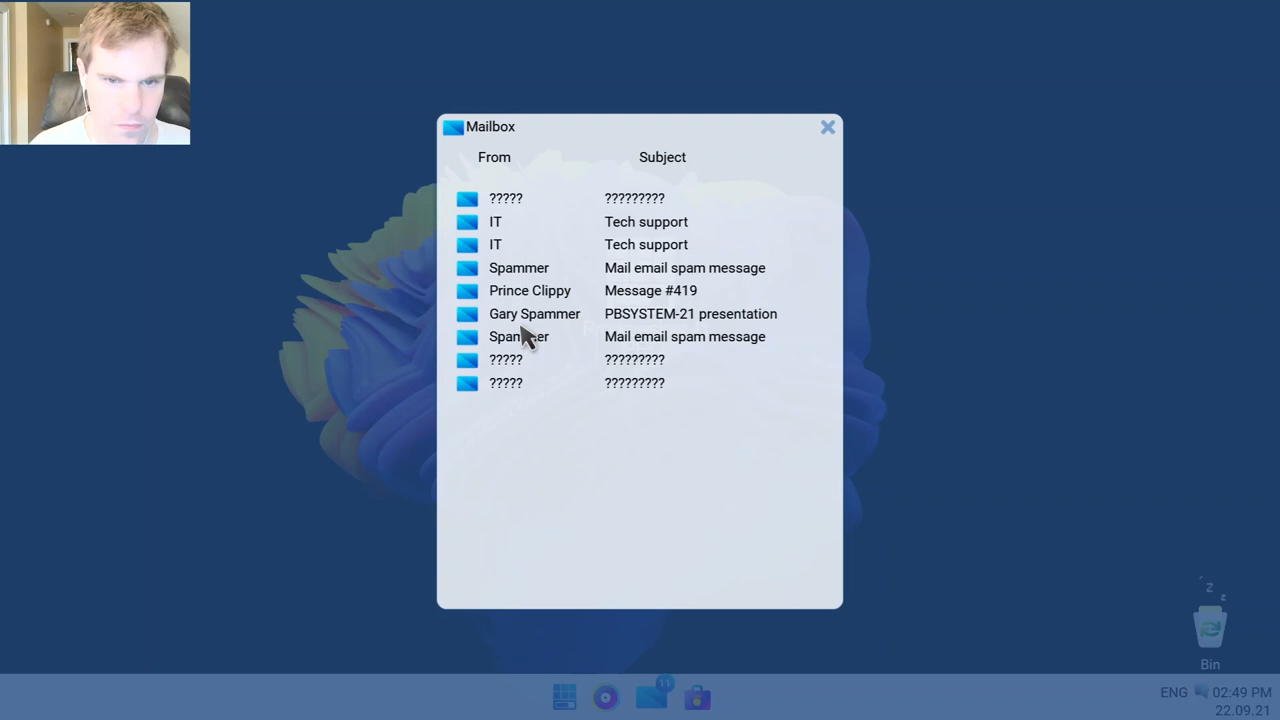 Mailbox
From Subject
????? ?????????
IT Tech support
IT Tech support
Spammer Mail email spam message
Prince Clippy Message #419
Gary Spammer PBSYSTEM-21 presentation
Mail email spam message
????? ?????????
????? ?????????
z
z
Bin
11
ENG 02:49 PM
22.09.21